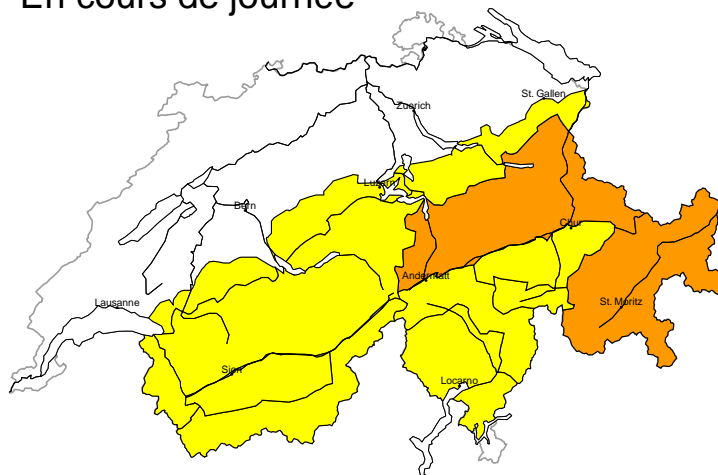 En cours de journée
St. Gallen
Zuerich
Luzern
Bern
Chur
Andermatt
Lausanne
St. Moritz
Sion
Locarno